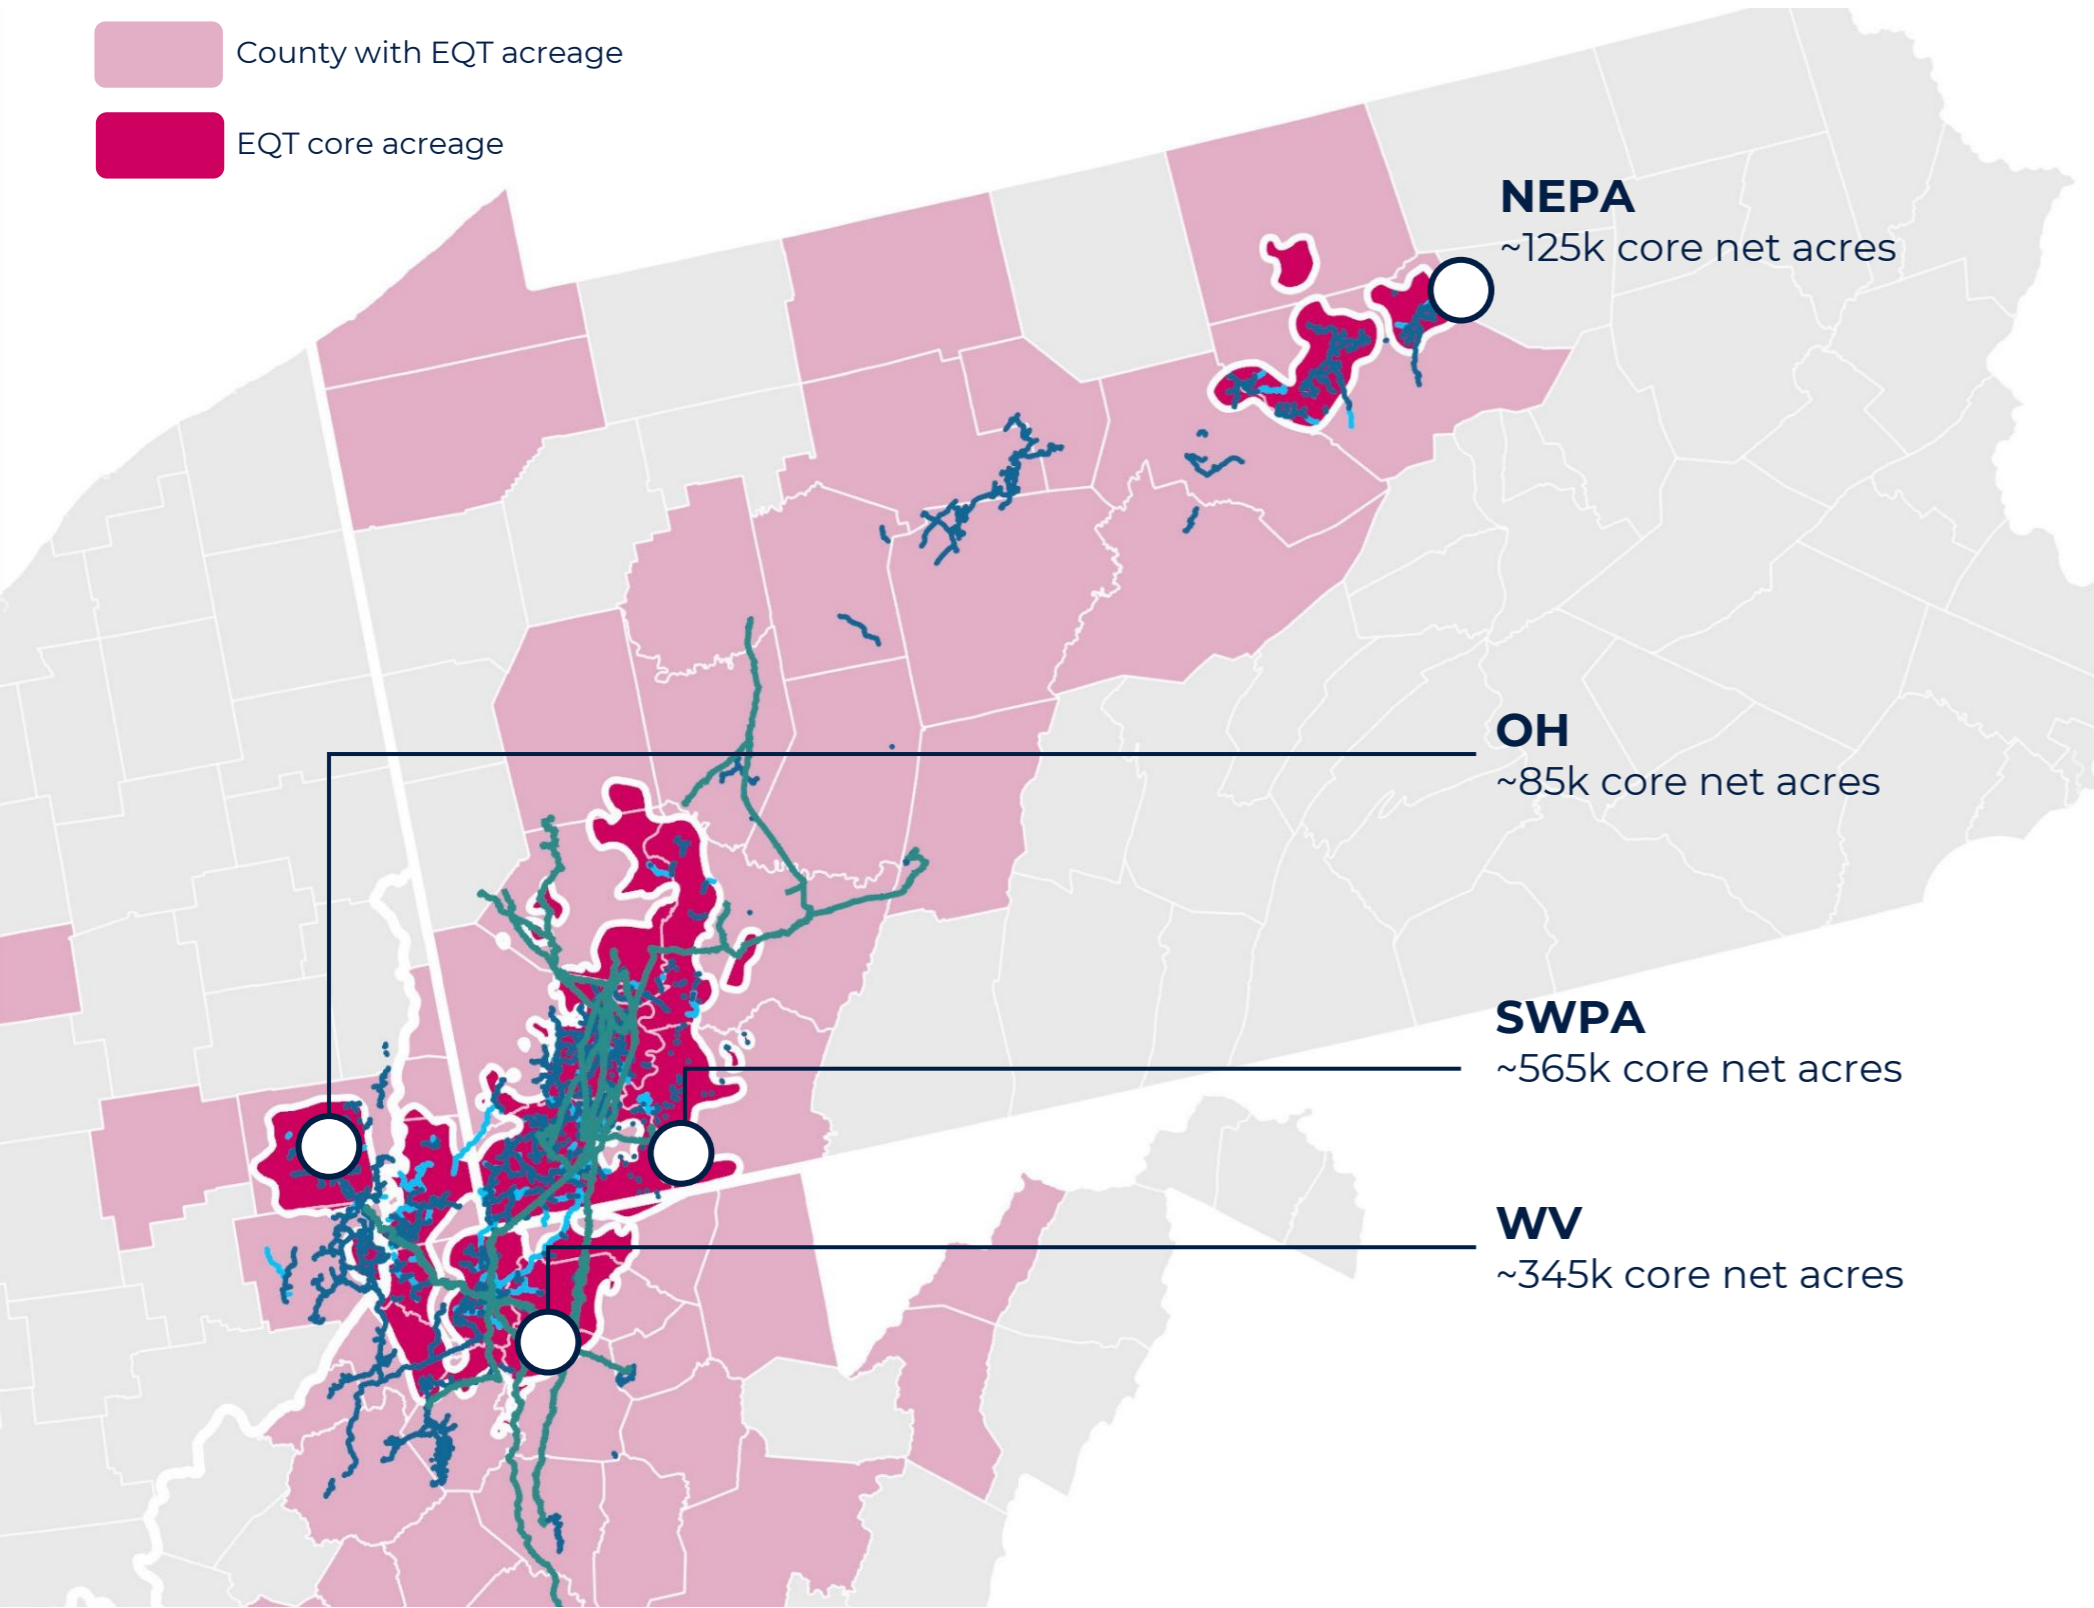 County with EQT acreage
EQT core acreage
NEPA
~125k core net acres
OH
~85k core net acres
SWPA
~565k core net acres
WV
~345k core net acres